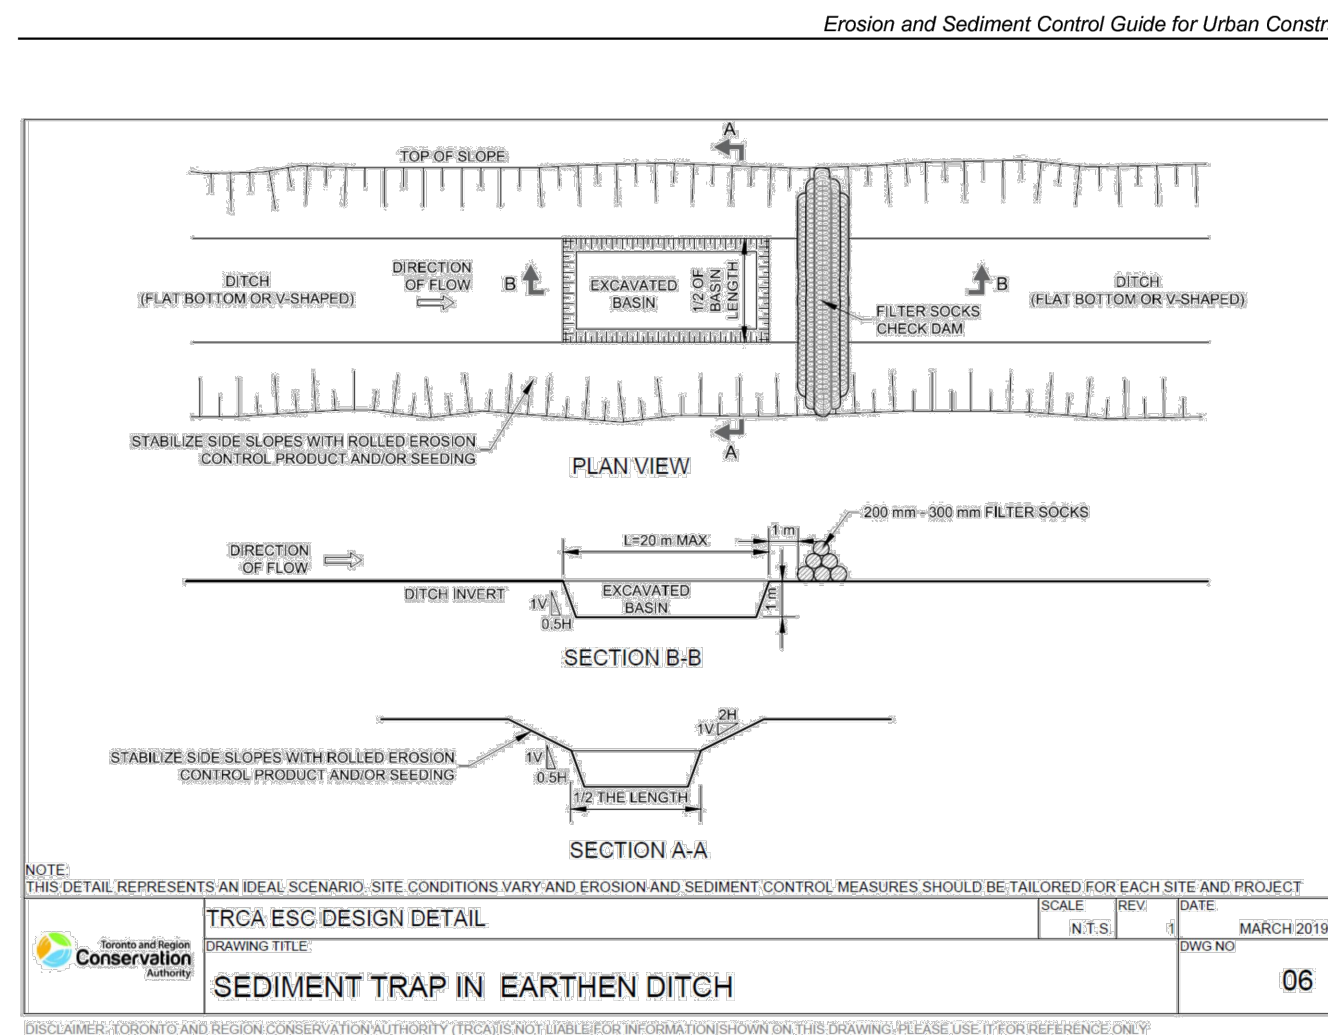 Erosion and Sediment Control Guide for Urban Constr
A
TOP OF SLOPE
DITCH
(FLAT BOTTOM OR V-SHAPED)
DIRECTION
OF FLOW
B
EXCAVATED
BASIN
1/2 OF
BASIN
LENGTH
FILTER SOCKS
CHECK DAM
B
DITCH
(FLAT BOTTOM OR V-SHAPED)
STABILIZE SIDE SLOPES WITH ROLLED EROSION
CONTROL PRODUCT AND/OR SEEDING
A
PLAN VIEW
200 mm - 300 mm FILTER SOCKS
1 m
L=20 m MAX
DIRECTION
OF FLOW
DITCH INVERT
EXCAVATED
BASIN
1V
0.5H
1 m
SECTION B-B
2H
1V
STABILIZE SIDE SLOPES WITH ROLLED EROSION
CONTROL PRODUCT AND/OR SEEDING
1V
0.5H
1/2 THE LENGTH
SECTION A-A
NOTE:
THIS DETAIL REPRESENTS AN IDEAL SCENARIO. SITE CONDITIONS VARY AND EROSION AND SEDIMENT CONTROL MEASURES SHOULD BE TAILORED FOR EACH SITE AND PROJECT
Toronto and Region
Conservation
Authority
TRCA ESC DESIGN DETAIL
SCALE
N.T.S.
REV.
1
DATE
MARCH 2019
DRAWING TITLE:
SEDIMENT TRAP IN EARTHEN DITCH
DWG NO
06
DISCLAIMER: TORONTO AND REGION CONSERVATION AUTHORITY (TRCA) IS NOT LIABLE FOR INFORMATION SHOWN ON THIS DRAWING. PLEASE USE IT FOR REFERENCE ONLY